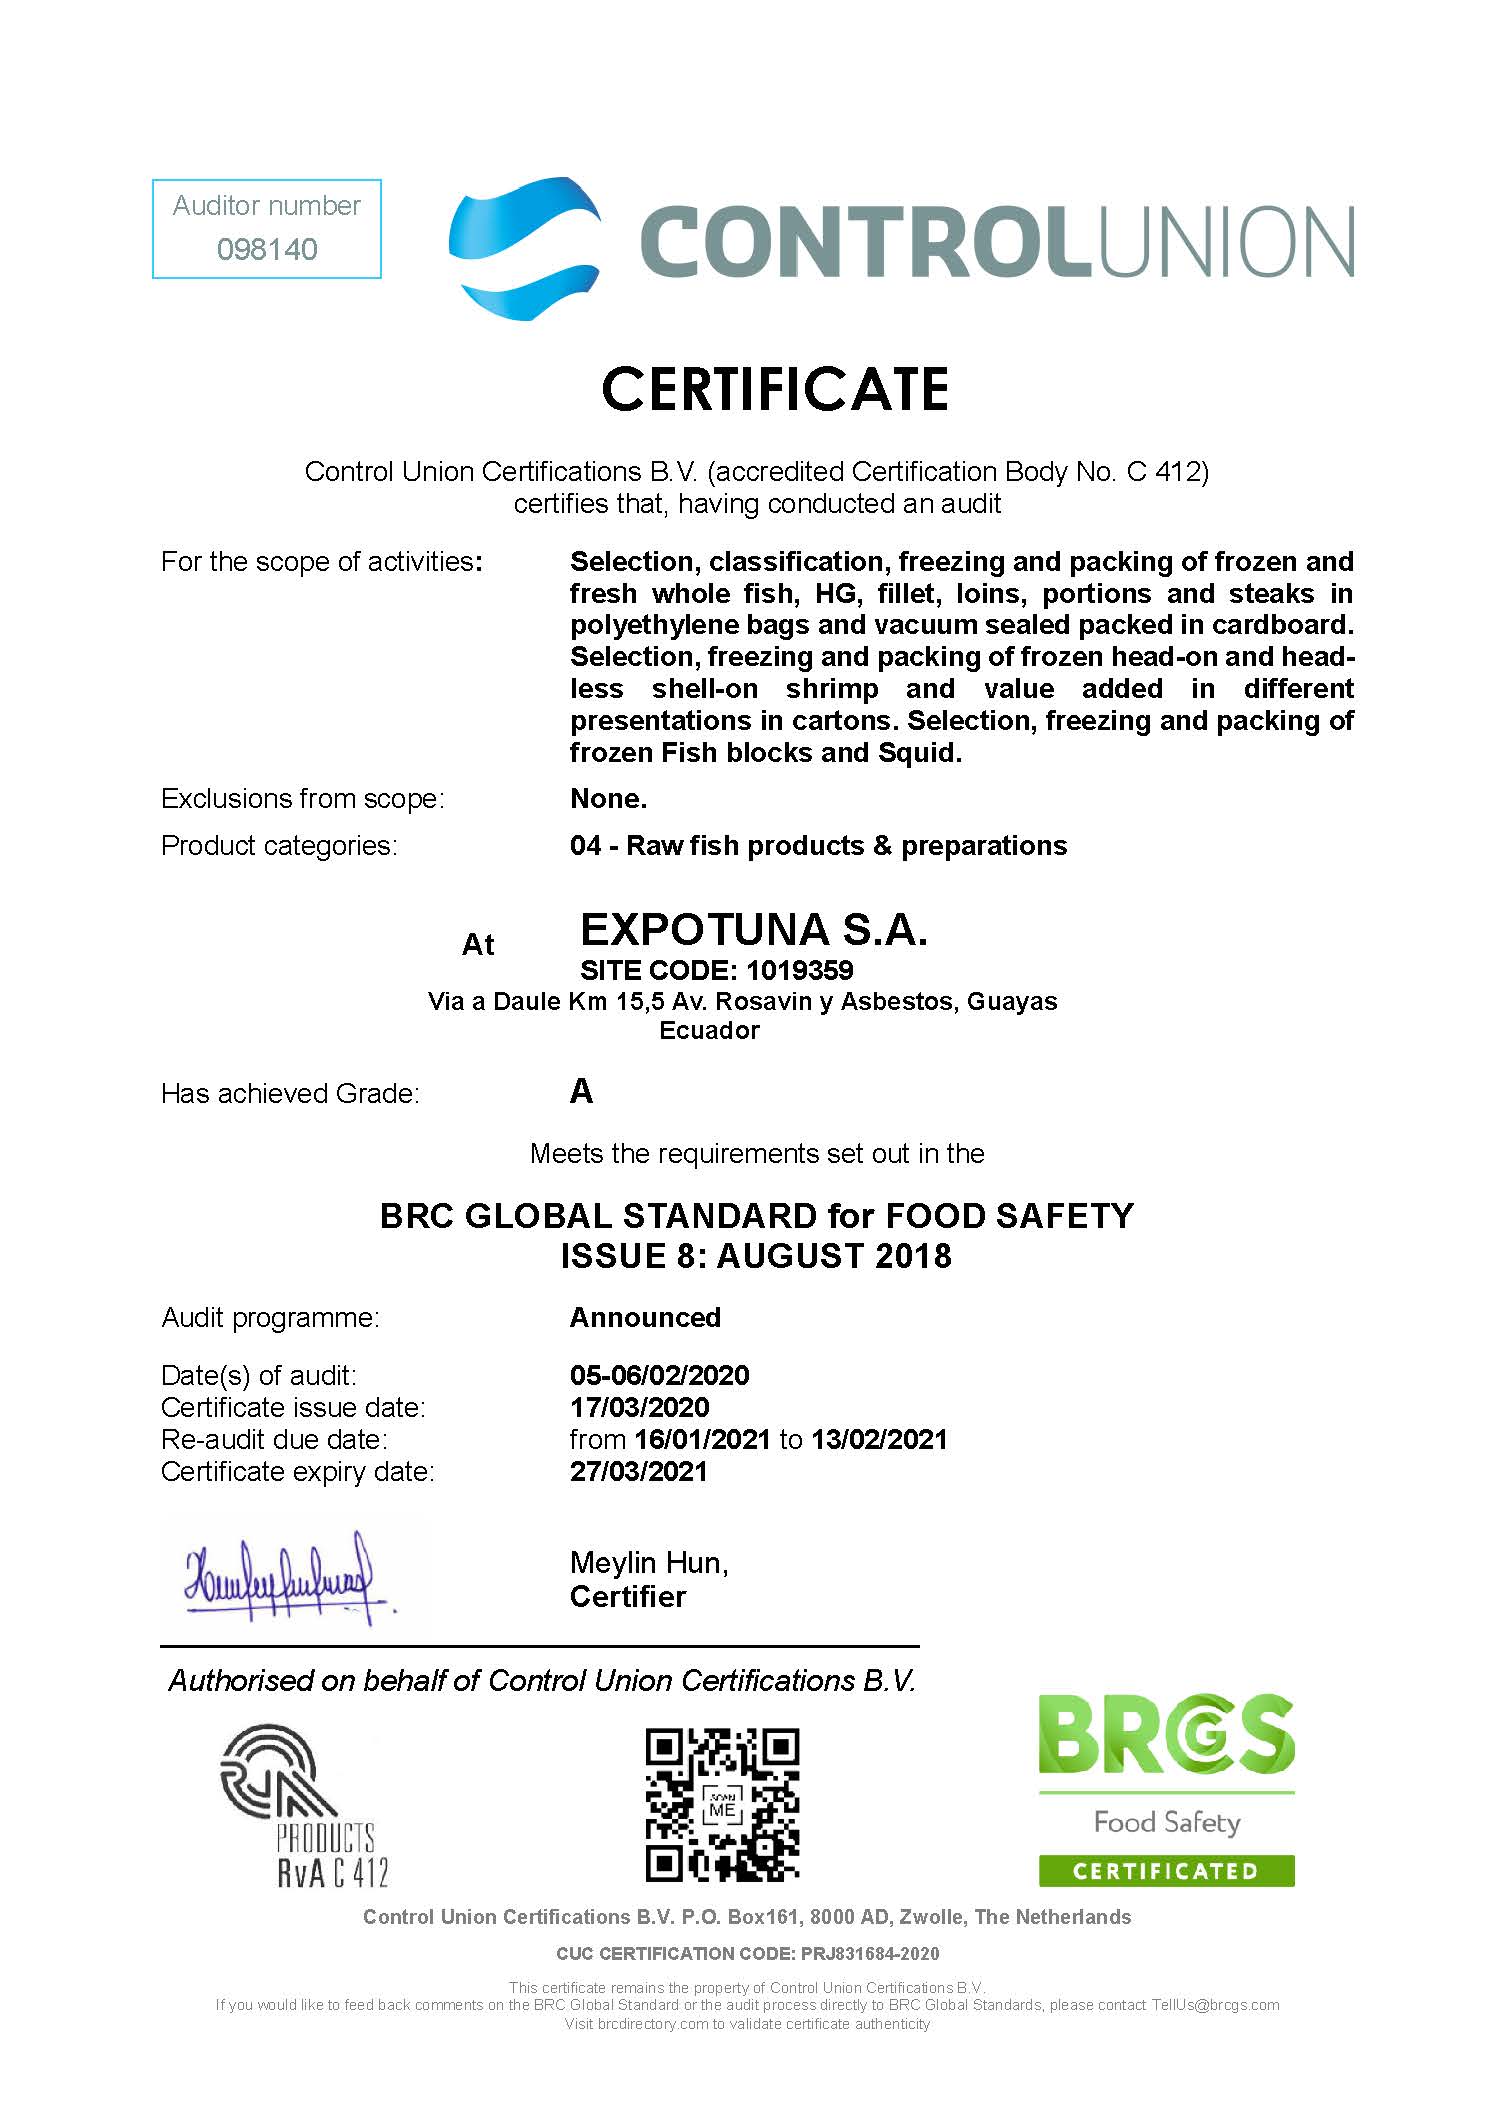 Auditor number
098140
CONTROLUNION
CERTIFICATE
Control Union Certifications B.V. (accredited Certification Body No. C 412)
certifies that, having conducted an audit
For the scope of activities: Selection, classification, freezing and packing of frozen and
fresh whole fish, HG, fillet, loins, portions and steaks in
polyethylene bags and vacuum sealed packed in cardboard.
Selection, freezing and packing of frozen head-on and head-
less shell-on shrimp and value added in different
presentations in cartons. Selection, freezing and packing of
frozen Fish blocks and Squid.
Exclusions from scope: None.
Product categories: 04 - Raw fish products & preparations
At EXPOTUNA S.A.
SITE CODE: 1019359
Via a Daule Km 15,5 Av. Rosavin y Asbestos, Guayas
Ecuador
Has achieved Grade: A
Meets the requirements set out in the
BRC GLOBAL STANDARD for FOOD SAFETY
ISSUE 8: AUGUST 2018
Audit programme: Announced
Date(s) of audit: 05-06/02/2020
Certificate issue date: 17/03/2020
Re-audit due date: from 16/01/2021 to 13/02/2021
Certificate expiry date: 27/03/2021
Meylin Hun,
Certifier
Authorised on behalf of Control Union Certifications B.V.
RVA
PRODUCTS
RvA C 412
SCAN
ME
BRCGS
Food Safety
CERTIFICATED
Control Union Certifications B.V. P.O. Box161, 8000 AD, Zwolle, The Netherlands
CUC CERTIFICATION CODE: PRJ831684-2020
This certificate remains the property of Control Union Certifications B.V.
If you would like to feed back comments on the BRC Global Standard or the audit process directly to BRC Global Standards, please contact TellUs@brcgs.com
Visit brcdirectory.com to validate certificate authenticity